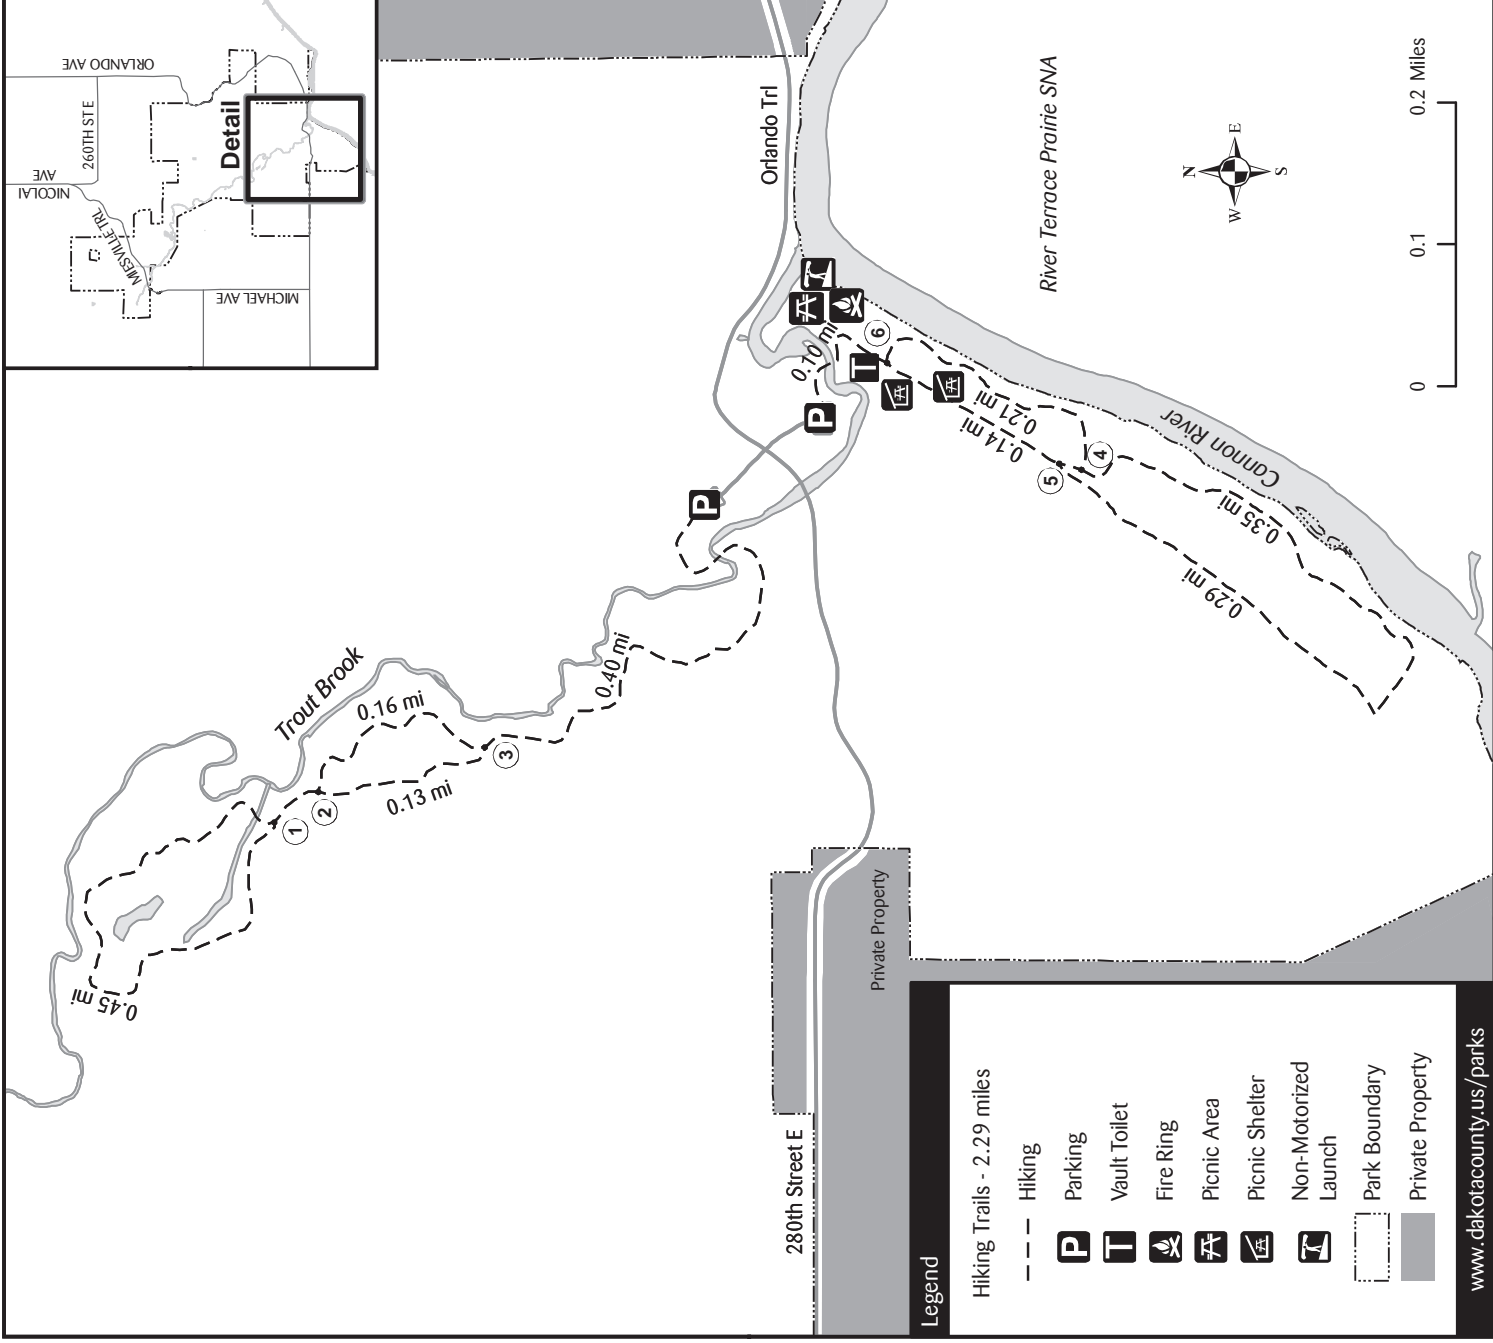 ORLANDO AVE
260TH ST E
NICOLAI
AVE
MIESVILLE TRL
MICHAEL AVE
Detail
Orlando Trl
River Terrace Prairie SNA
N
E
S
W
0
0.1
0.2 Miles
Trout Brook
0.45 mi
1
2
0.16 mi
0.13 mi
3
0.40 mi
P
P
0.10 mi
T
6
0.21 mi
0.14 mi
5
4
Cannon River
0.35 mi
0.29 mi
280th Street E
Private Property
Legend
Hiking Trails - 2.29 miles
Hiking
P Parking
T Vault Toilet
Fire Ring
Picnic Area
Picnic Shelter
Non-Motorized
Launch
Park Boundary
Private Property
www.dakotacounty.us/parks